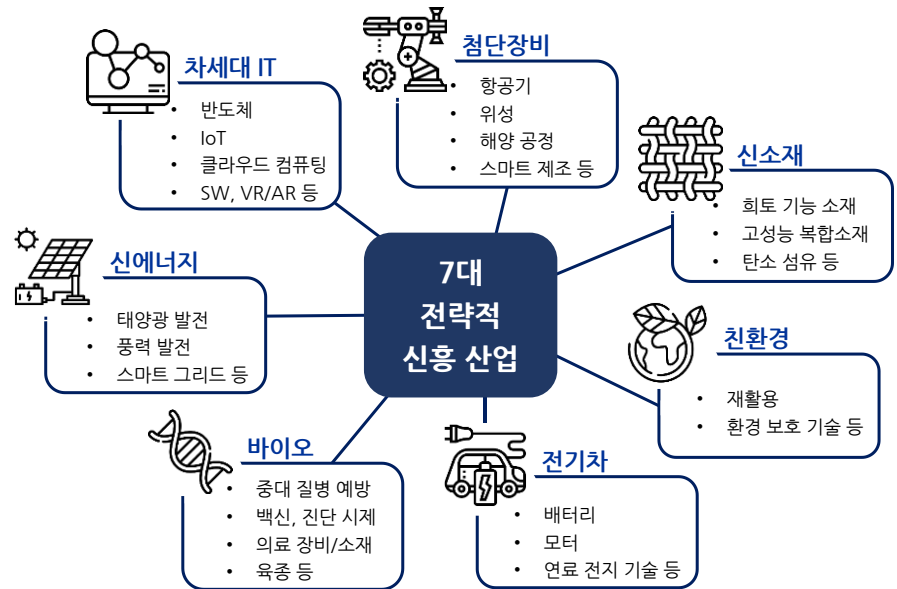 차세대 IT
• 반도체
• IoT
• 클라우드 컴퓨팅
• SW, VR/AR 등
첨단장비
• 항공기
• 위성
• 해양 공정
• 스마트 제조 등
신소재
• 희토 기능 소재
• 고성능 복합소재
• 탄소 섬유 등
신에너지
• 태양광 발전
• 풍력 발전
• 스마트 그리드 등
7대
전략적
신흥 산업
친환경
• 재활용
• 환경 보호 기술 등
바이오
• 중대 질병 예방
• 백신, 진단 시제
• 의료 장비/소재
• 육종 등
전기차
• 배터리
• 모터
• 연료 전지 기술 등